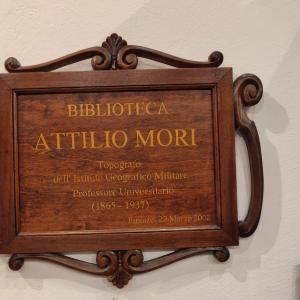 BIBLIOTECA
ATTILIO MORI
Topografo
dell'Istituto Geografico Militare
Professore Universitario
(1865-1937)
Firenze, 22 Marzo 2002